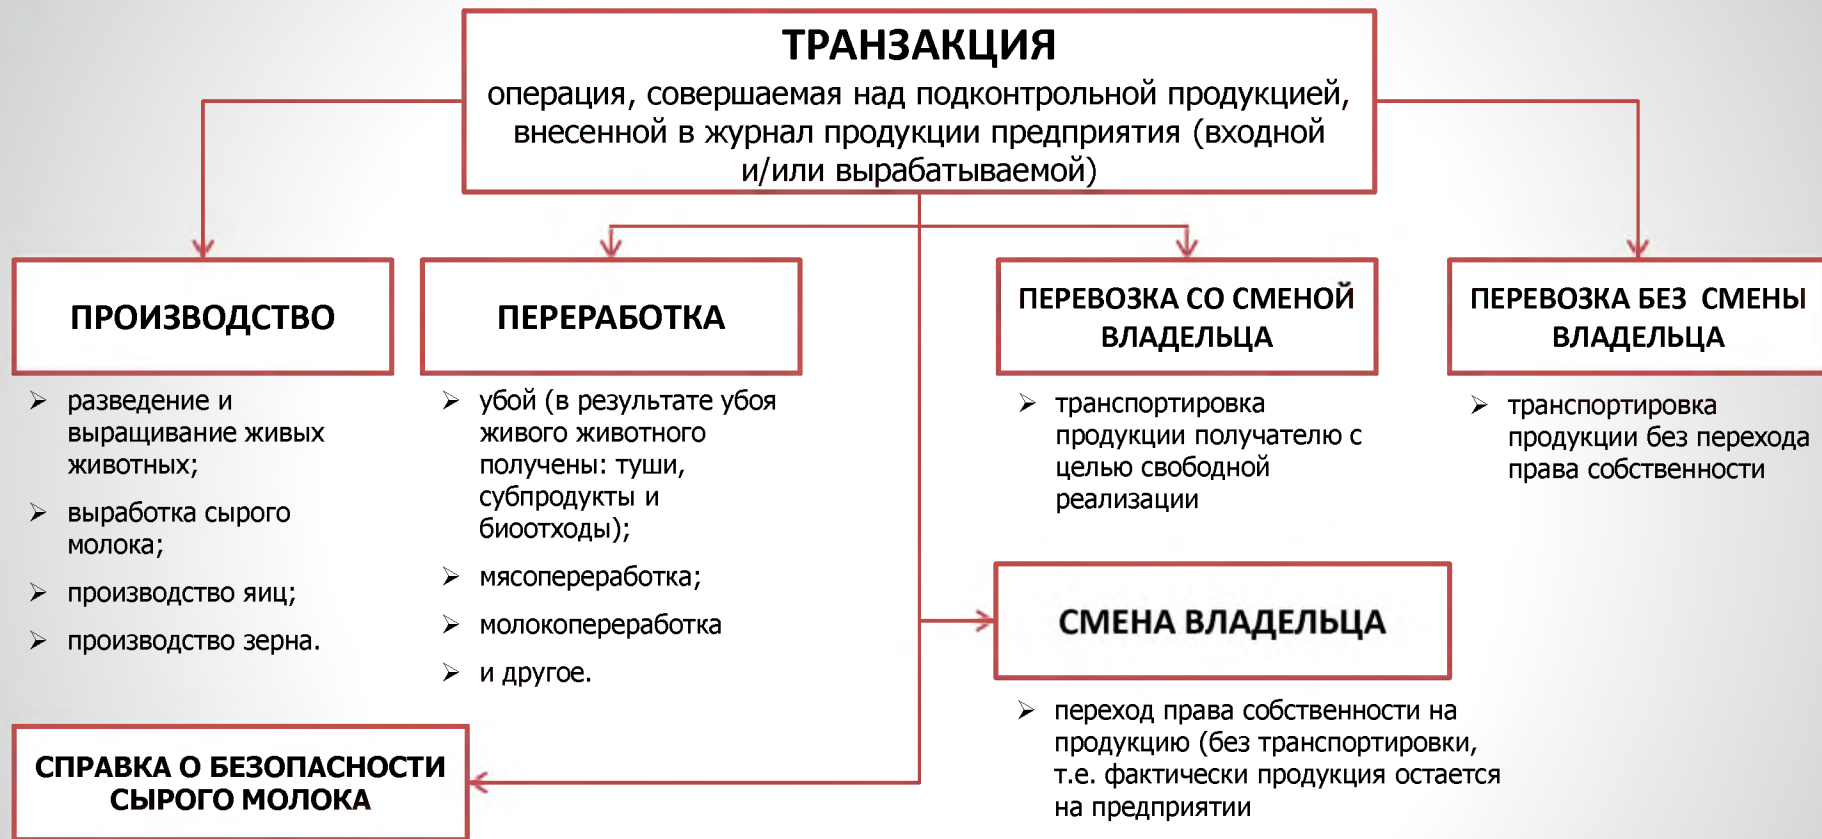 ТРАНЗАКЦИЯ
операция, совершаемая над подконтрольной продукцией,
внесенной в журнал продукции предприятия (входной
и/или вырабатываемой)
ПРОИЗВОДСТВО
➢ разведение и
выращивание живых
животных;
➢ выработка сырого
молока;
➢ производство яиц;
➢ производство зерна.
ПЕРЕРАБОТКА
➢ убой (в результате убоя
живого животного
получены: туши,
субпродукты и
биоотходы);
➢ мясопереработка;
➢ молокопереработка
➢ и другое.
ПЕРЕВОЗКА СО СМЕНОЙ
ВЛАДЕЛЬЦА
➢ транспортировка
продукции получателю с
целью свободной
реализации
ПЕРЕВОЗКА БЕЗ СМЕНЫ
ВЛАДЕЛЬЦА
➢ транспортировка
продукции без перехода
права собственности
СМЕНА ВЛАДЕЛЬЦА
➢ переход права собственности на
продукцию (без транспортировки,
т.е. фактически продукция остается
на предприятии
СПРАВКА О БЕЗОПАСНОСТИ
СЫРОГО МОЛОКА